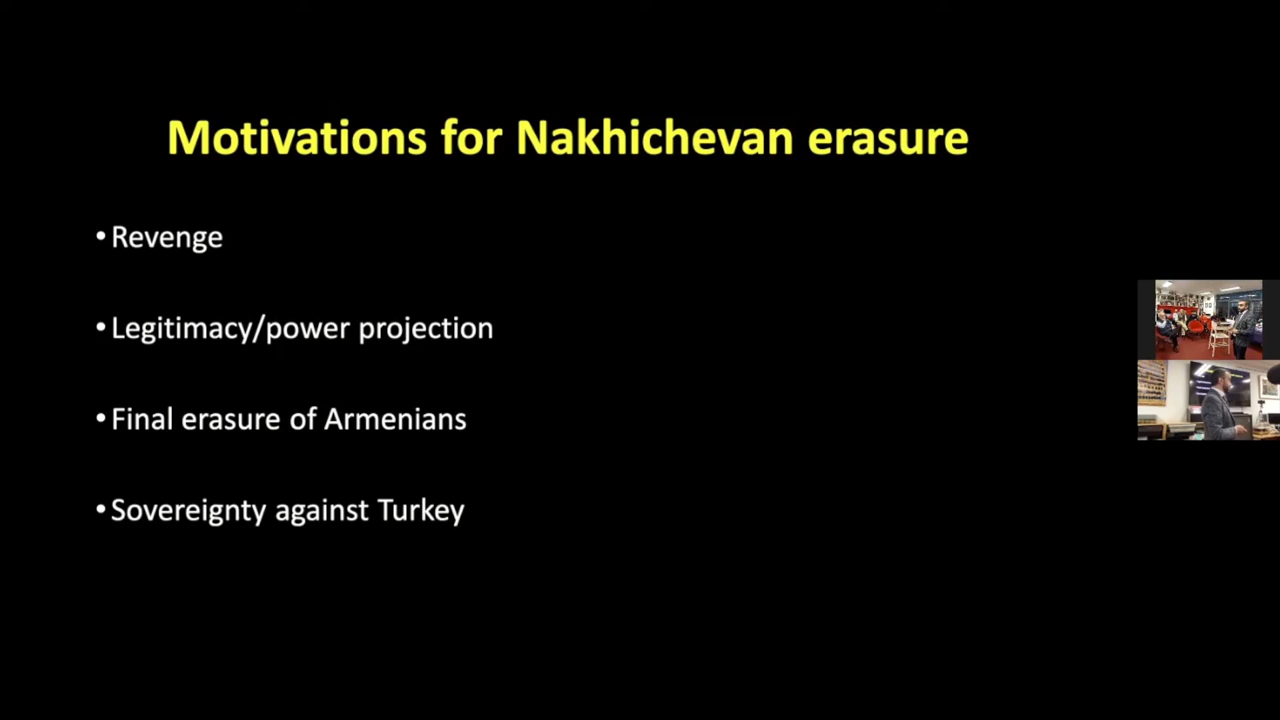 Motivations for Nakhichevan erasure
• Revenge
• Legitimacy/power projection
• Final erasure of Armenians
• Sovereignty against Turkey